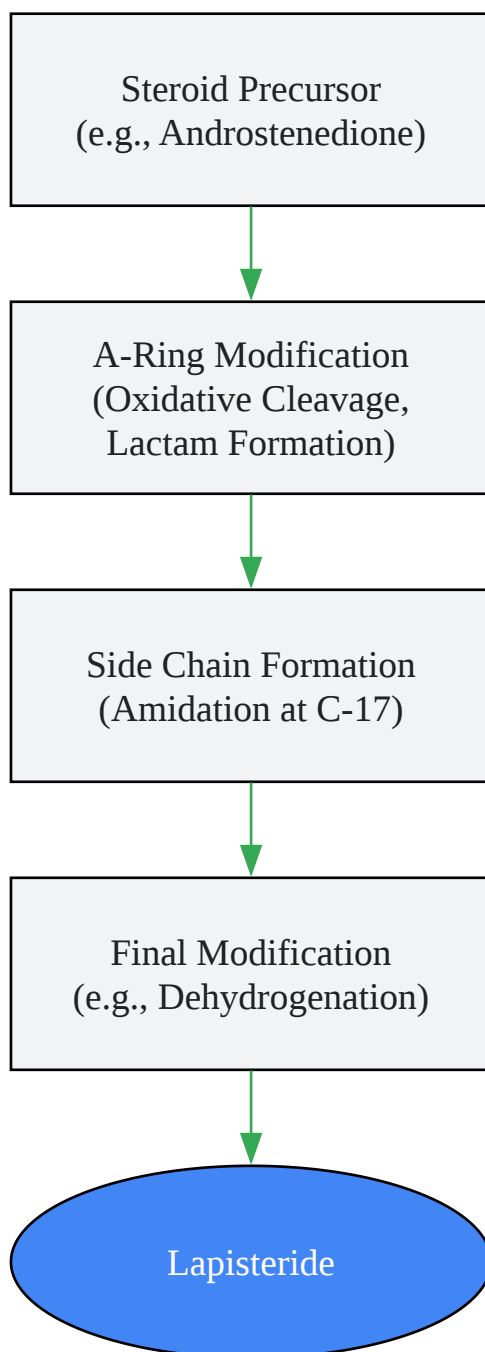 Steroid Precursor
(e.g., Androstenedione)
A-Ring Modification
(Oxidative Cleavage,
Lactam Formation)
Side Chain Formation
(Amidation at C-17)
Final Modification
(e.g., Dehydrogenation)
Lapisteride